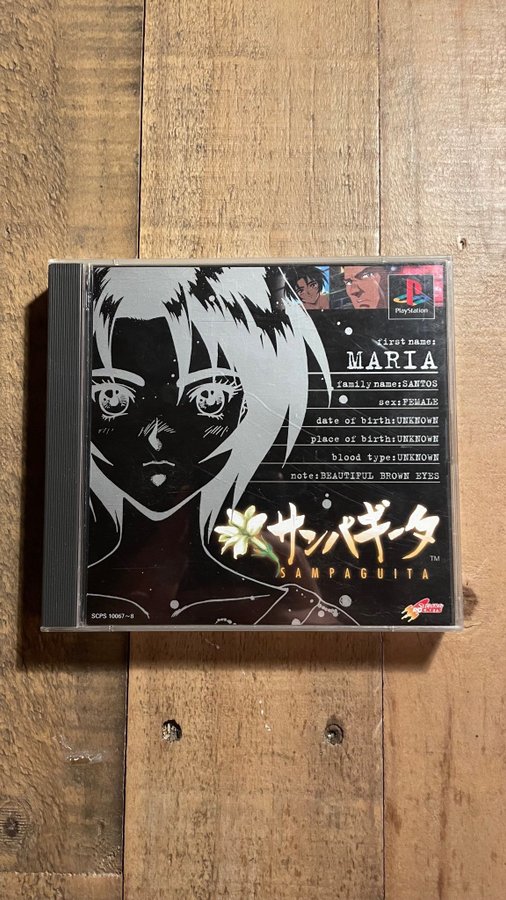 PlayStation
first name:
MARIA
family name:SANTOS
sex:FEMALE
date of birth:UNKNOWN
place of birth:UNKNOWN
blood type:UNKNOWN
note:BEAUTIFUL BROWN EYES
サンパギータ
TM
SAMPAGUITA
SCPS 10067~8